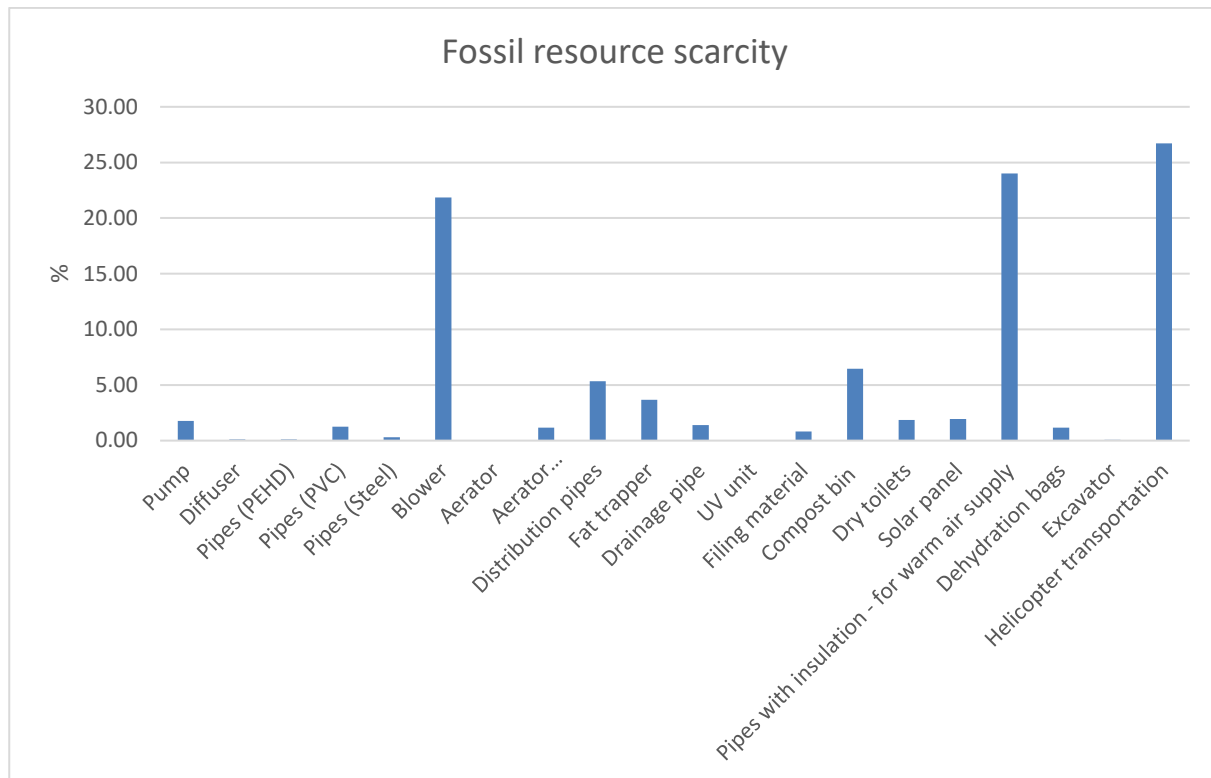 Fossil resource scarcity
30.00
25.00
20.00
15.00
10.00
5.00
0.00
%
Pump
Diffuser
Pipes (PEHD)
Pipes (PVC)
Pipes (Steel)
Blower
Aerator
Aerator...
Distribution pipes
Fat trapper
Drainage pipe
UV unit
Filing material
Compost bin
Dry toilets
Solar panel
Pipes with insulation - for warm air supply
Dehydration bags
Excavator
Helicopter transportation